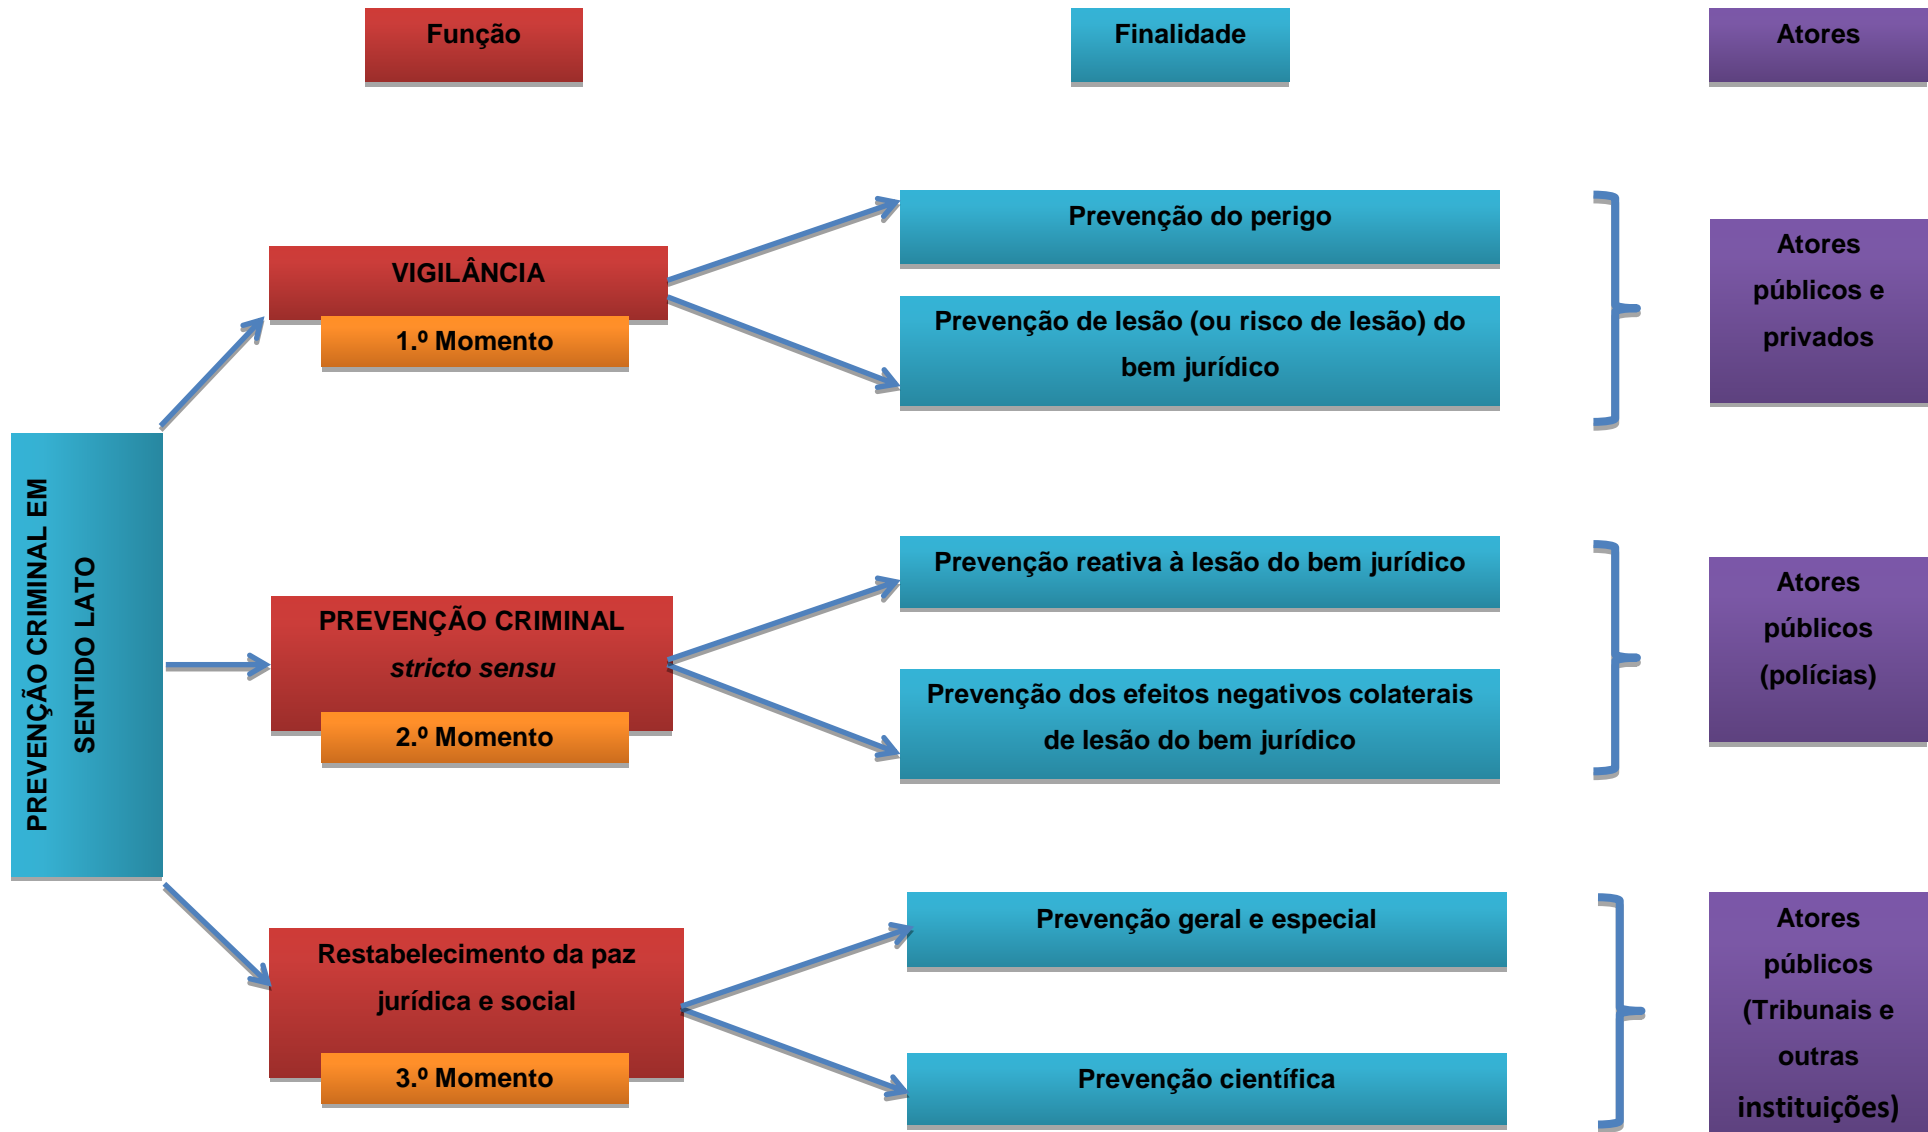 Função
Finalidade
Atores
PREVENÇÃO CRIMINAL EM
SENTIDO LATO
VIGILÂNCIA
1.º Momento
Prevenção do perigo
Prevenção de lesão (ou risco de lesão) do
bem jurídico
Atores
públicos e
privados
PREVENÇÃO CRIMINAL
stricto sensu
2.º Momento
Prevenção reativa à lesão do bem jurídico
Prevenção dos efeitos negativos colaterais
de lesão do bem jurídico
Atores
públicos
(polícias)
Restabelecimento da paz
jurídica e social
3.º Momento
Prevenção geral e especial
Prevenção científica
Atores
públicos
(Tribunais e
outras
instituições)